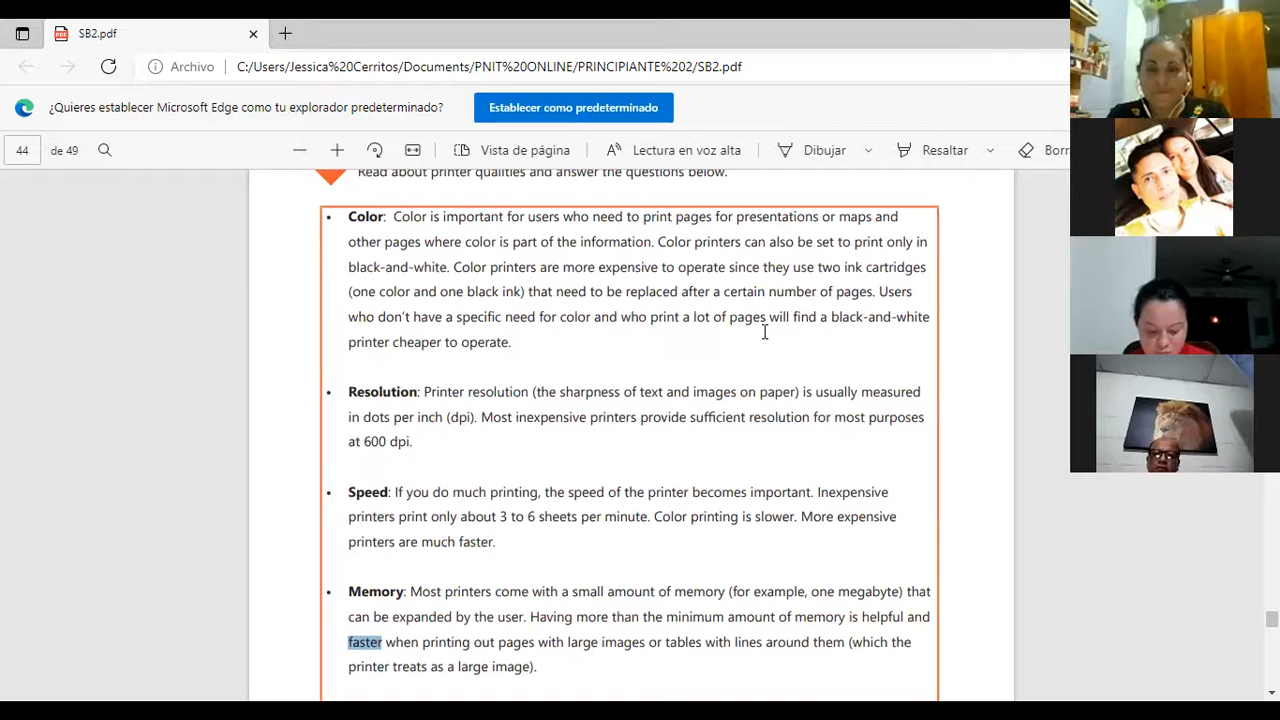 SB2.pdf
Archivo
C:/Users/Jessica%20Cerritos/Documents/PNIT%20ONLINE/PRINCIPIANTE%202/SB2.pdf
¿Quieres establecer Microsoft Edge como tu explorador predeterminado?
Establecer como predeterminado
44
de 49
Vista de página
Lectura en voz alta
Dibujar
Resaltar
Borr
Read about printer qualities and answer the questions below.
• Color: Color is important for users who need to print pages for presentations or maps and
other pages where color is part of the information. Color printers can also be set to print only in
black-and-white. Color printers are more expensive to operate since they use two ink cartridges
(one color and one black ink) that need to be replaced after a certain number of pages. Users
who don't have a specific need for color and who print a lot of pages will find a black-and-white
printer cheaper to operate.
• Resolution: Printer resolution (the sharpness of text and images on paper) is usually measured
in dots per inch (dpi). Most inexpensive printers provide sufficient resolution for most purposes
at 600 dpi.
• Speed: If you do much printing, the speed of the printer becomes important. Inexpensive
printers print only about 3 to 6 sheets per minute. Color printing is slower. More expensive
printers are much faster.
• Memory: Most printers come with a small amount of memory (for example, one megabyte) that
can be expanded by the user. Having more than the minimum amount of memory is helpful and
faster when printing out pages with large images or tables with lines around them (which the
printer treats as a large image).